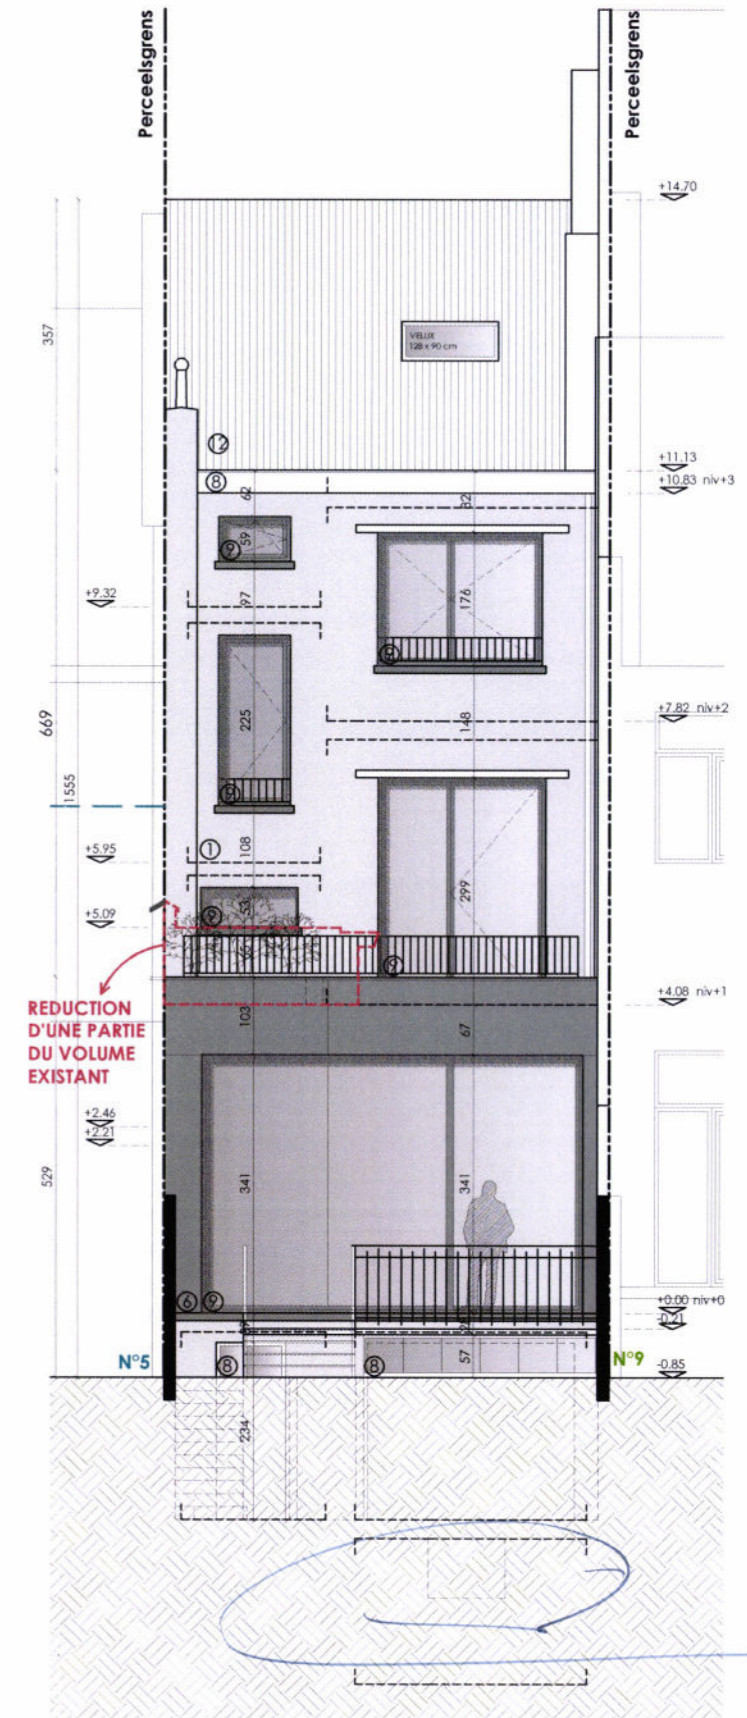 Perceelsgrens
Perceelsgrens
+14.70
357
VELUX
128 x 90 cm
12
+11.13
8
+10.83 niv+3
62
82
59
9
+9.32
97
176
9
669
1555
225
148
+7.82 niv+2
9
1
108
+5.95
53
299
9
+5.09
65
9
REDUCTION
D'UNE PARTIE
DU VOLUME
EXISTANT
103
+4.08 niv+1
67
+2.46
+2.21
529
341
341
6 9
+0.00 niv+0
-0.21
N°5
8
8
57
N°9
-0.85
234